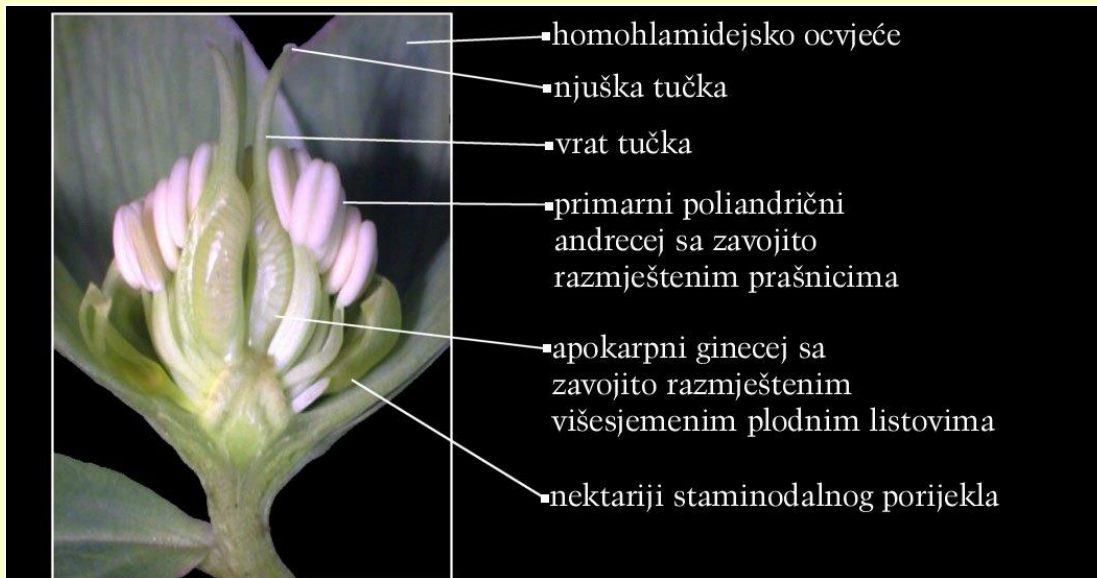 homohlamidejsko ocvjeće
njuška tučka
vrat tučka
primarni poliandrični
andrecej sa zavojito
razmještenim prašnicima
apokarpni ginecej sa
zavojito razmještenim
višesjemenim plodnim listovima
nektariji staminodalnog porijekla